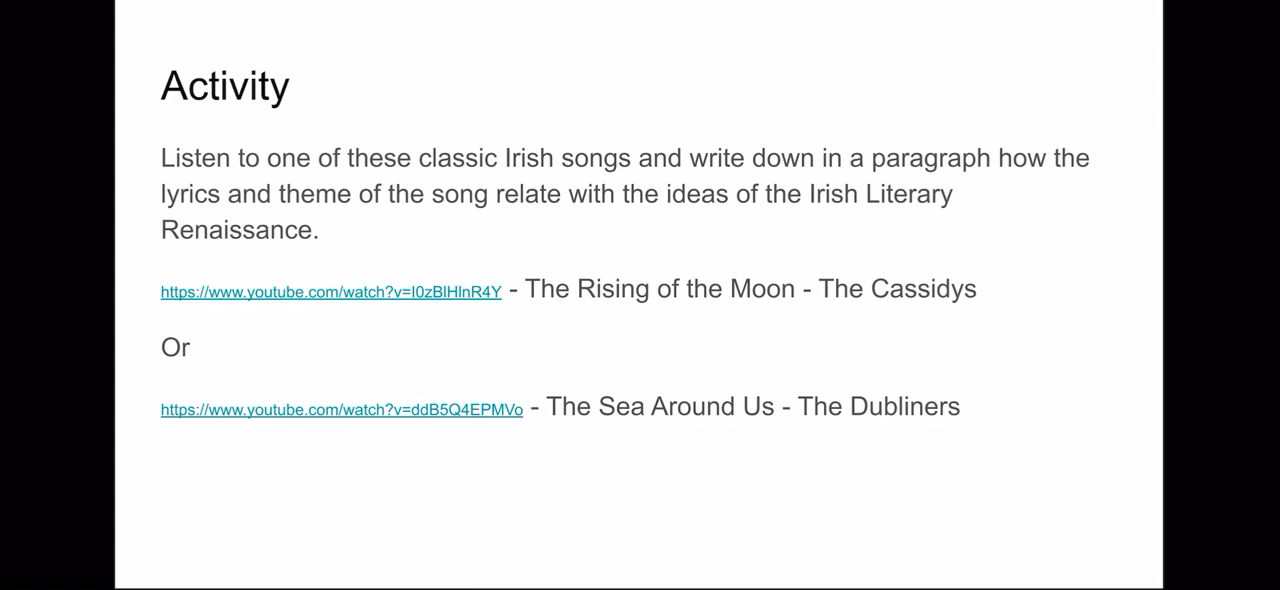 Activity
Listen to one of these classic Irish songs and write down in a paragraph how the
lyrics and theme of the song relate with the ideas of the Irish Literary
Renaissance.
https://www.youtube.com/watch?v=I0zBlHlnR4Y - The Rising of the Moon - The Cassidys
Or
https://www.youtube.com/watch?v=ddB5Q4EPMVo - The Sea Around Us - The Dubliners